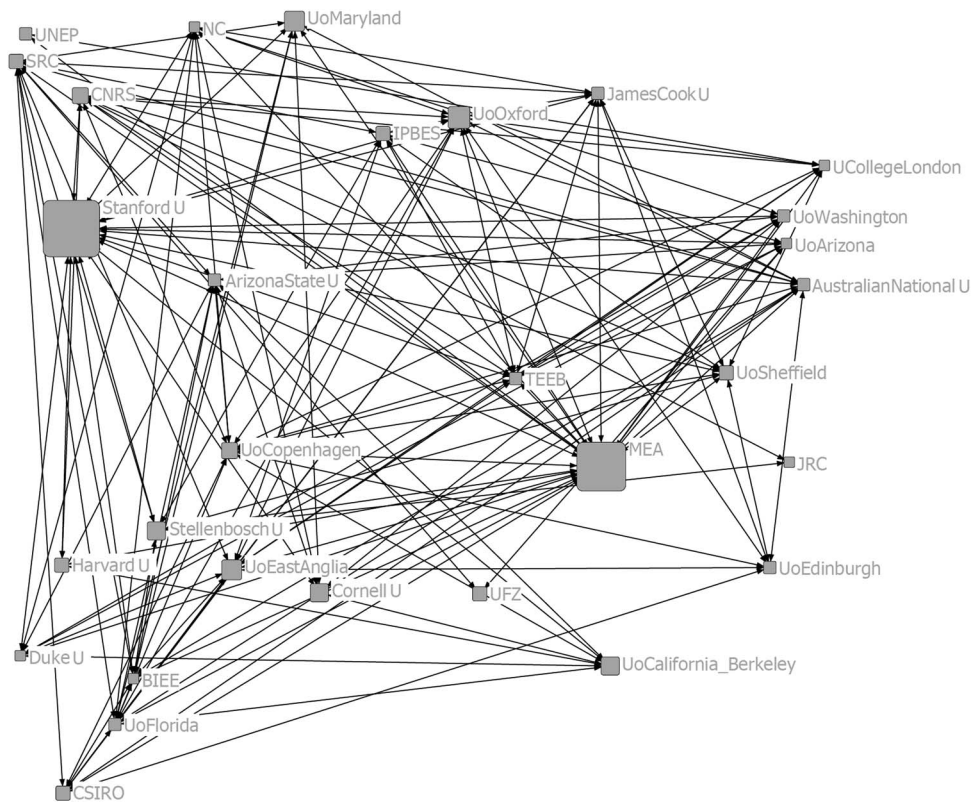 UoMaryland
NC
UNEP
SRC
CNRS
JamesCook U
UoOxford
IPBES
UCollegeLondon
Stanford U
UoWashington
UoArizona
ArizonaState U
AustralianNational U
UoSheffield
TEEB
UoCopenhagen
MEA
JRC
Stellenbosch U
Harvard U
UoEastAnglia
UoEdinburgh
Cornell U
UFZ
Duke U
UoCalifornia_Berkeley
BIEE
UoFlorida
CSIRO